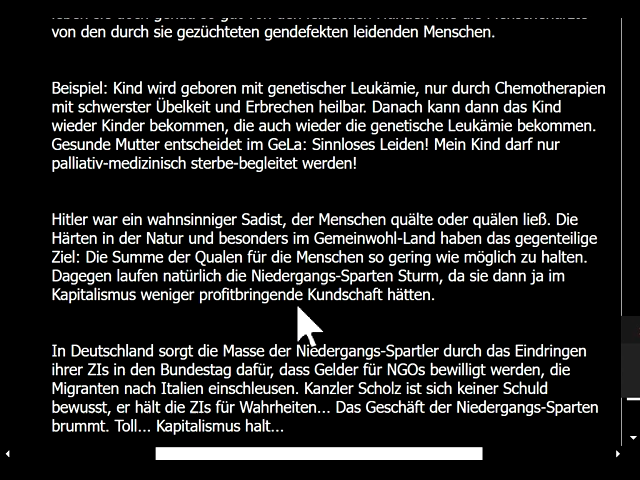 von den durch sie gezüchteten gendefekten leidenden Menschen.
Beispiel: Kind wird geboren mit genetischer Leukämie, nur durch Chemotherapien
mit schwerster Übelkeit und Erbrechen heilbar. Danach kann dann das Kind
wieder Kinder bekommen, die auch wieder die genetische Leukämie bekommen.
Gesunde Mutter entscheidet im GeLa: Sinnloses Leiden! Mein Kind darf nur
palliativ-medizinisch sterbe-begleitet werden!
Hitler war ein wahnsinniger Sadist, der Menschen quälte oder quälen ließ. Die
Härten in der Natur und besonders im Gemeinwohl-Land haben das gegenteilige
Ziel: Die Summe der Qualen für die Menschen so gering wie möglich zu halten.
Dagegen laufen natürlich die Niedergangs-Sparten Sturm, da sie dann ja im
Kapitalismus weniger profitbringende Kundschaft hätten.
In Deutschland sorgt die Masse der Niedergangs-Spartler durch das Eindringen
ihrer ZIs in den Bundestag dafür, dass Gelder für NGOs bewilligt werden, die
Migranten nach Italien einschleusen. Kanzler Scholz ist sich keiner Schuld
bewusst, er hält die ZIs für Wahrheiten... Das Geschäft der Niedergangs-Sparten
brummt. Toll... Kapitalismus halt...